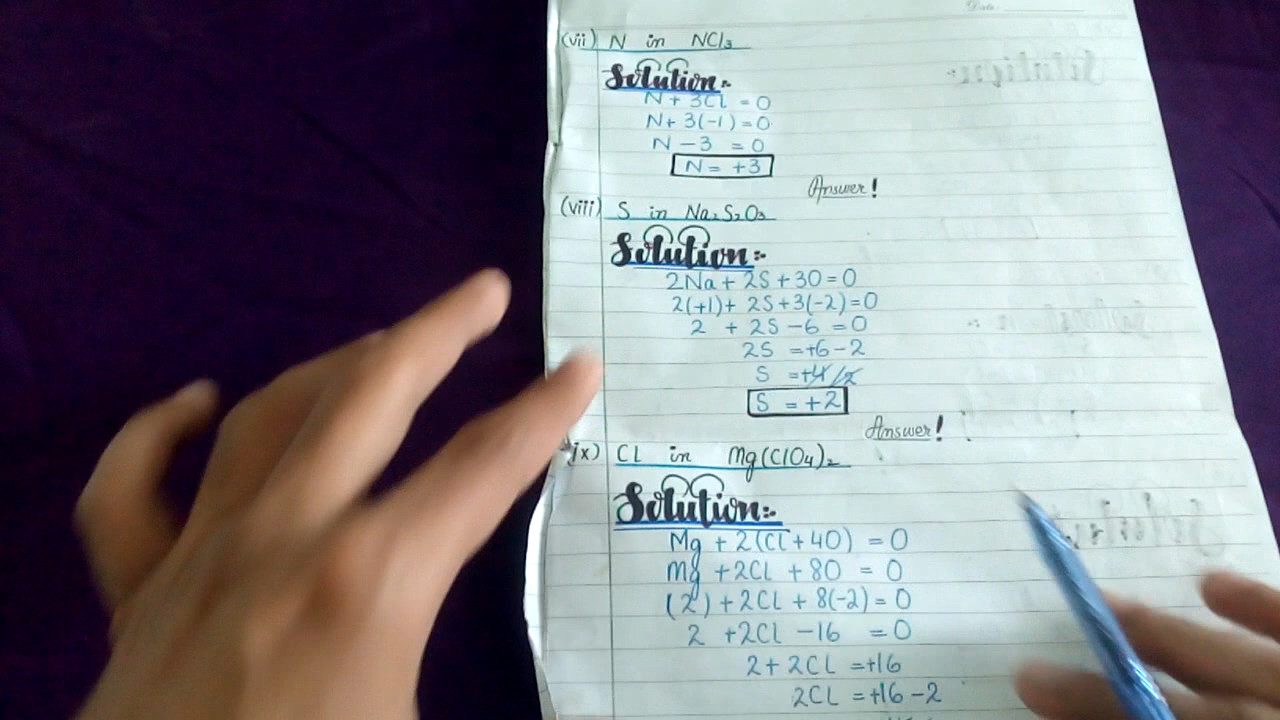 Date:
(vii) N in NCl₃
Solution:-
N + 3Cl = 0
N + 3(-1) = 0
N - 3 = 0
N = +3
Answer!
(viii) S in Na₂S₂O₃
Solution:-
2Na + 2S + 3O = 0
2(+1) + 2S + 3(-2) = 0
2 + 2S - 6 = 0
2S = +6 - 2
S = +4/2
S = +2
Answer!
(ix) Cl in Mg(ClO₄)₂
Solution:-
Mg + 2(Cl + 4O) = 0
Mg + 2Cl + 8O = 0
(2) + 2Cl + 8(-2) = 0
2 + 2Cl - 16 = 0
2 + 2Cl = +16
2Cl = +16 - 2